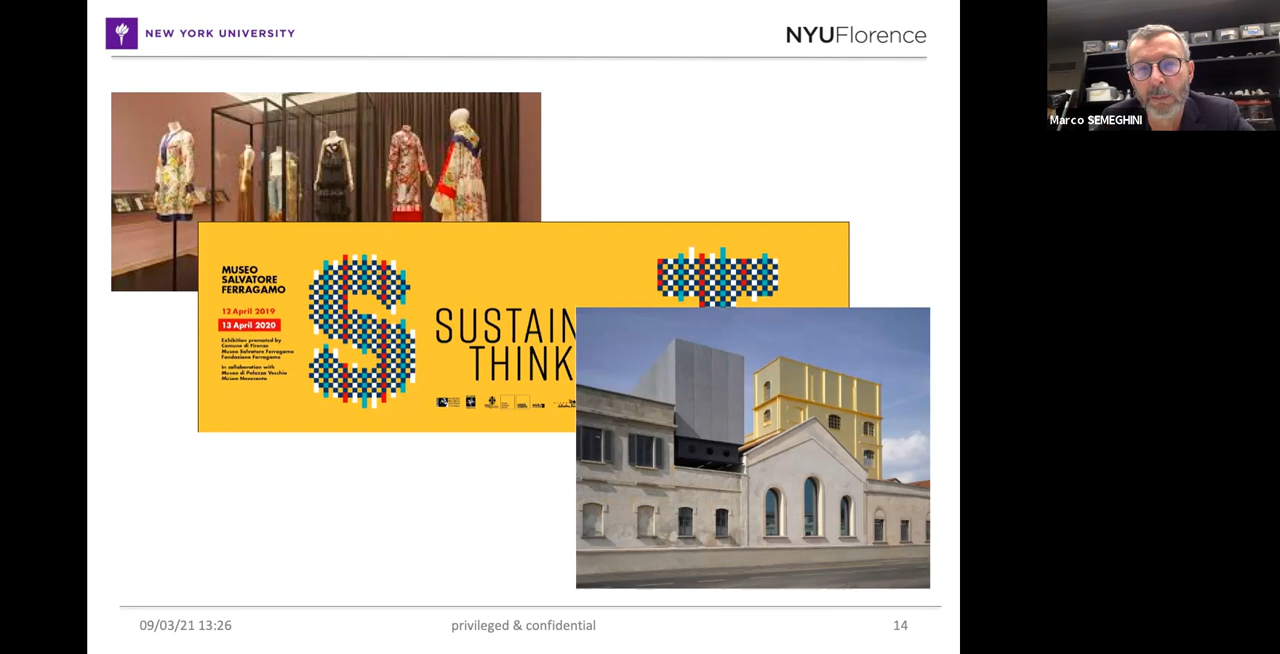 NEW YORK UNIVERSITY
NYUFlorence
Marco SEMEGHINI
MUSEO
SALVATORE
FERRAGAMO
12 April 2019
13 April 2020
Exhibition promoted by
Comune di Firenze
Museo Salvatore Ferragamo
Fondazione Ferragamo
In collaboration with
Museo di Palazzo Vecchio
Museo Novecento
S
SUSTAIN
THINK
T
09/03/21 13:26
privileged & confidential
14